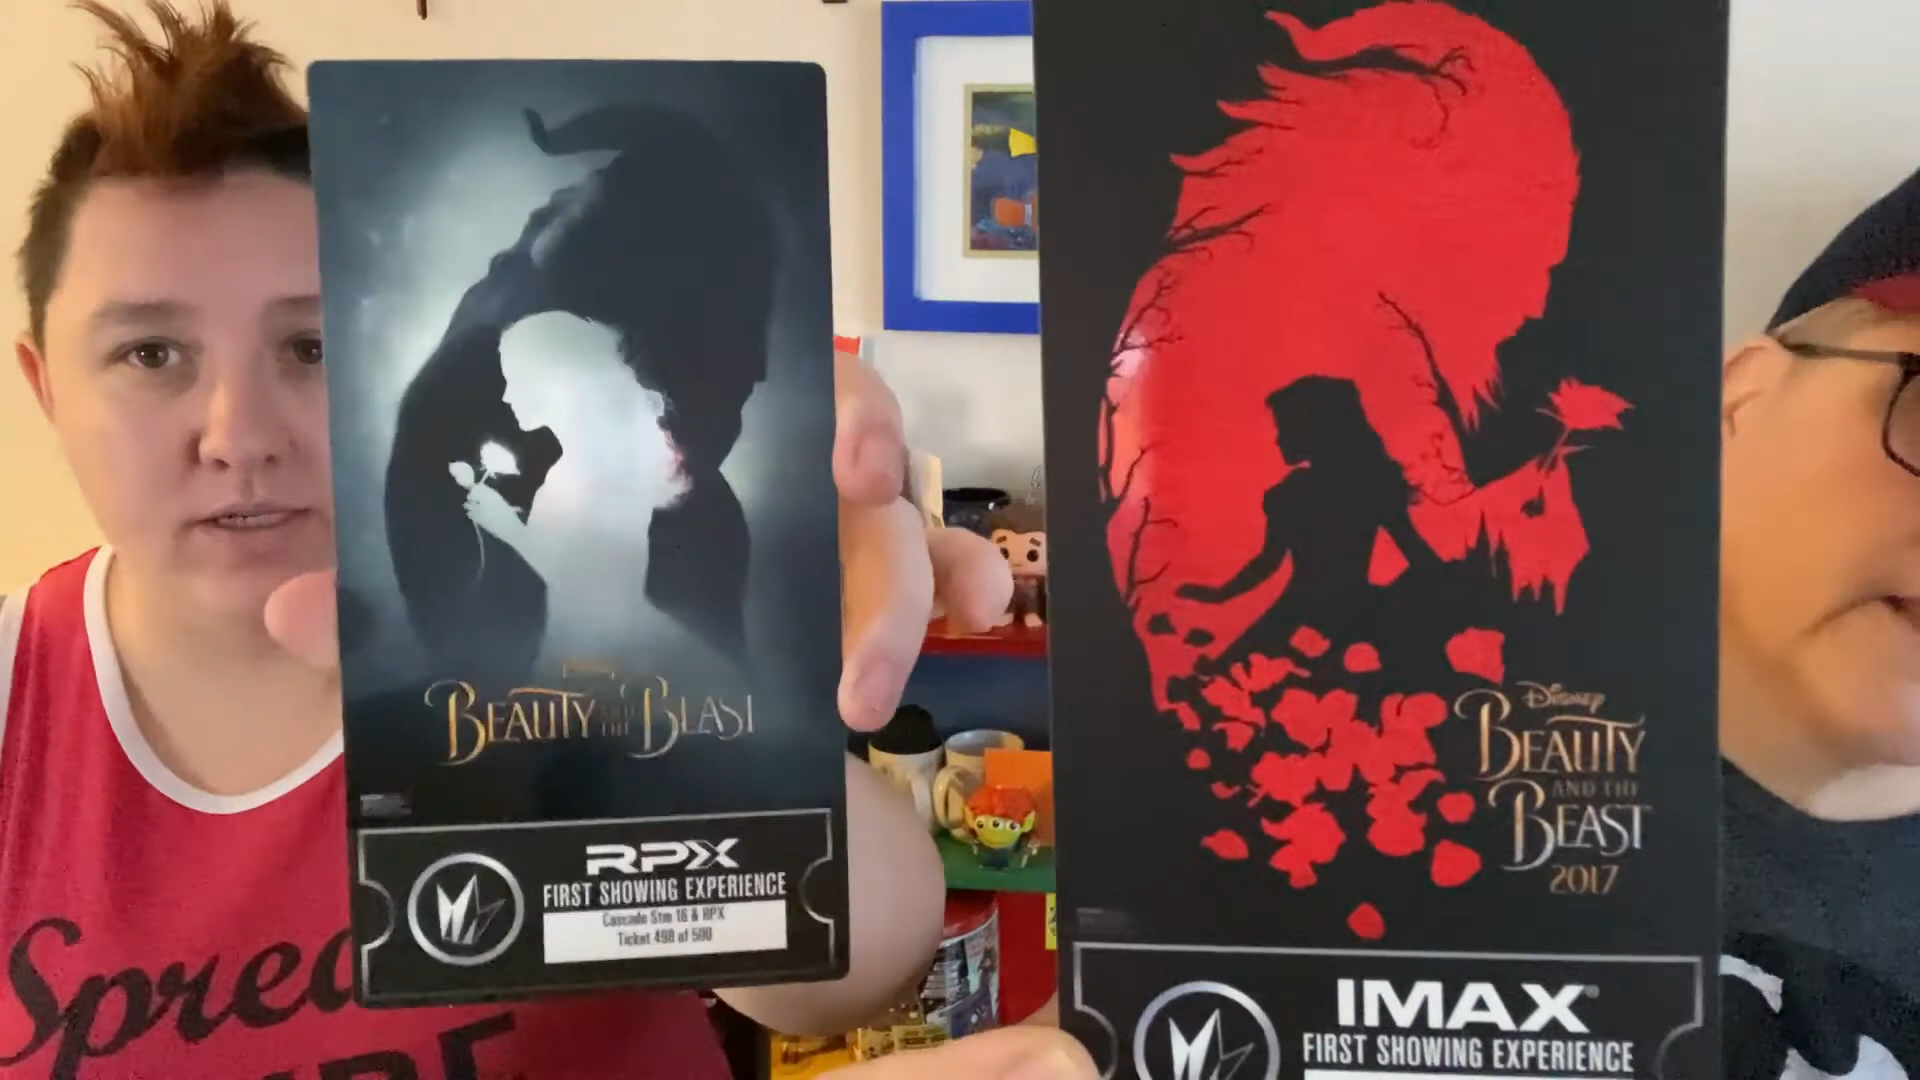 BEAUTY AND THE BEAST
RPX
FIRST SHOWING EXPERIENCE
Cascade Stm 16 & RPX
Ticket 498 of 500
Disney
BEAUTY
AND THE
BEAST
2017
IMAX
FIRST SHOWING EXPERIENCE
Sprea